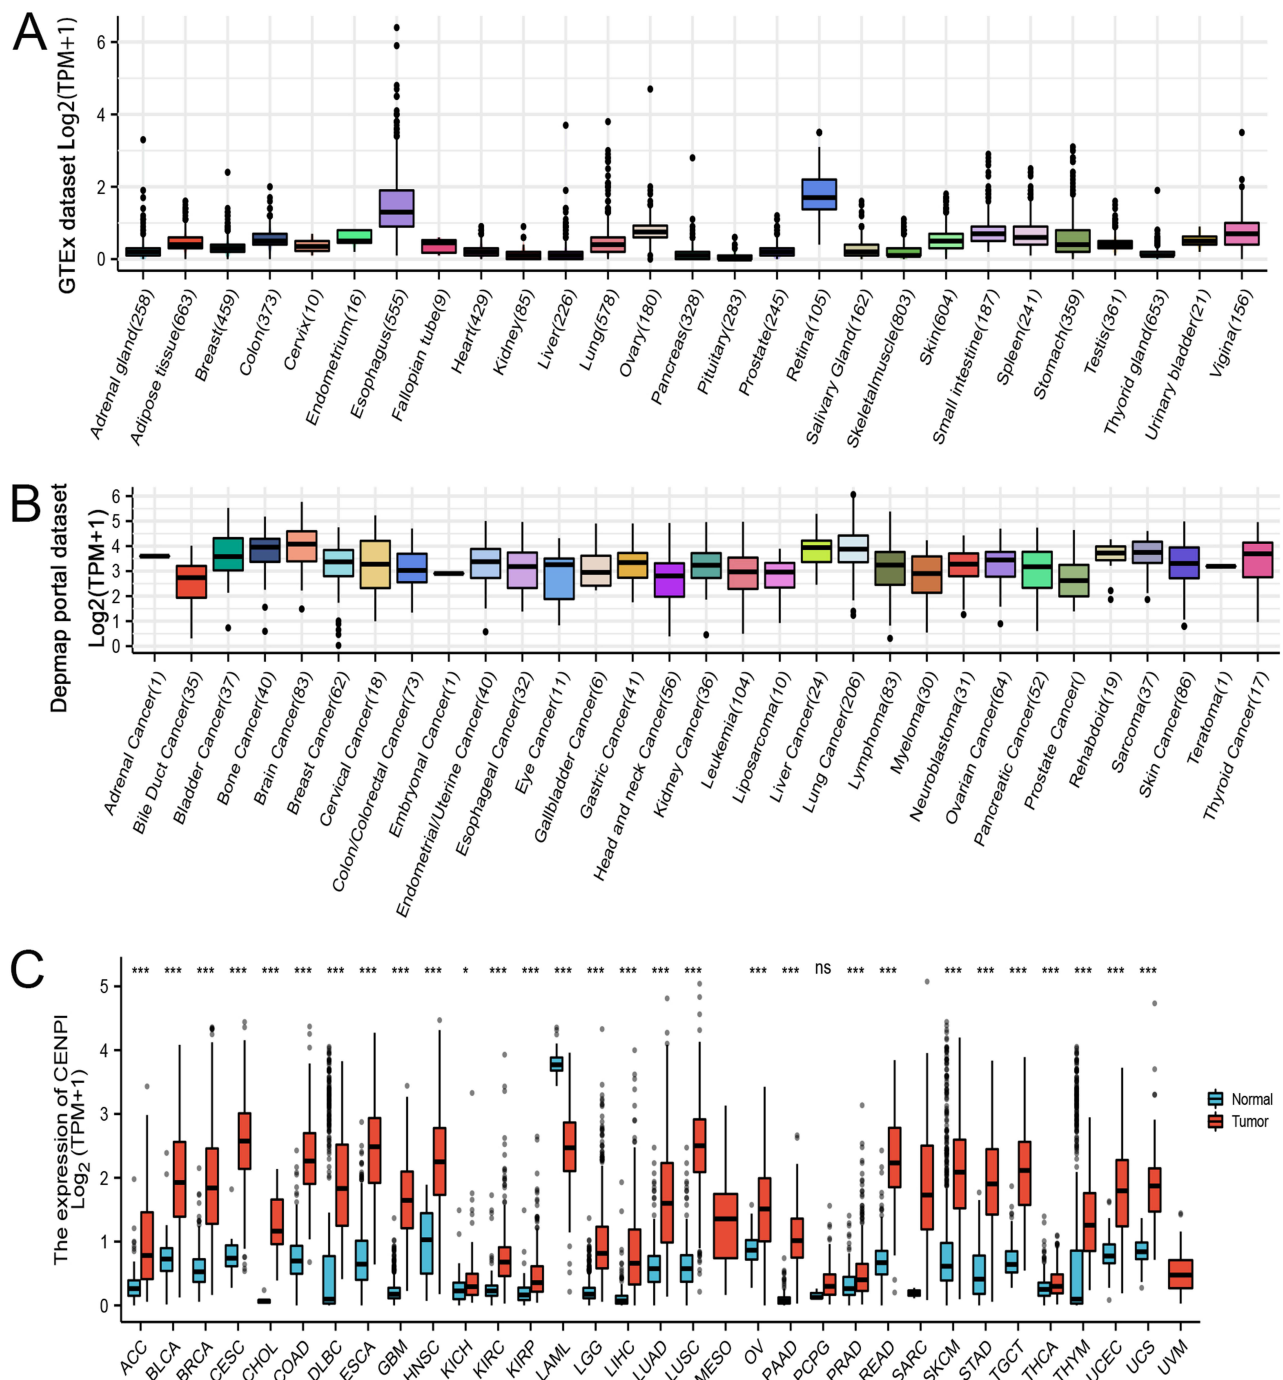 A
GTEx dataset Log2(TPM+1)
6
4
2
0
Adrenal gland(258)
Adipose tissue(663)
Breast(459)
Colon(373)
Cervix(10)
Endometrium(16)
Esophagus(555)
Fallopian tube(9)
Heart(429)
Kidney(85)
Liver(226)
Lung(578)
Ovary(180)
Pancreas(328)
Pituitary(283)
Prostate(245)
Retina(105)
Salivary Gland(162)
Skeletalmuscle(803)
Skin(604)
Small intestine(187)
Spleen(241)
Stomach(359)
Testis(361)
Thyorid gland(653)
Urinary bladder(21)
Vigina(156)
B
Depmap portal dataset
Log2(TPM+1)
6
5
4
3
2
1
0
Adrenal Cancer(1)
Bile Duct Cancer(35)
Bladder Cancer(37)
Bone Cancer(40)
Brain Cancer(83)
Breast Cancer(62)
Cervical Cancer(18)
Colon/Colorectal Cancer(73)
Embryonal Cancer(1)
Endometrial/Uterine Cancer(40)
Esophageal Cancer(32)
Eye Cancer(11)
Gallbladder Cancer(6)
Gastric Cancer(41)
Head and neck Cancer(56)
Kidney Cancer(36)
Leukemia(104)
Liposarcoma(10)
Liver Cancer(24)
Lung Cancer(206)
Lymphoma(83)
Myeloma(30)
Neuroblastoma(31)
Ovarian Cancer(64)
Pancreatic Cancer(52)
Prostate Cancer()
Rehabdoid(19)
Sarcoma(37)
Skin Cancer(86)
Teratoma(1)
Thyroid Cancer(17)
C
The expression of CENPI
Log2 (TPM+1)
*** *** *** *** *** *** *** *** *** *** * *** *** *** *** *** *** *** *** *** ns *** *** *** *** *** *** *** *** ***
5
4
3
2
1
0
Normal
Tumor
ACC
BLCA
BRCA
CESC
CHOL
COAD
DLBC
ESCA
GBM
HNSC
KICH
KIRC
KIRP
LAML
LGG
LIHC
LUAD
LUSC
MESO
OV
PAAD
PCPG
PRAD
READ
SARC
SKCM
STAD
TGCT
THCA
THYM
UCEC
UCS
UVM